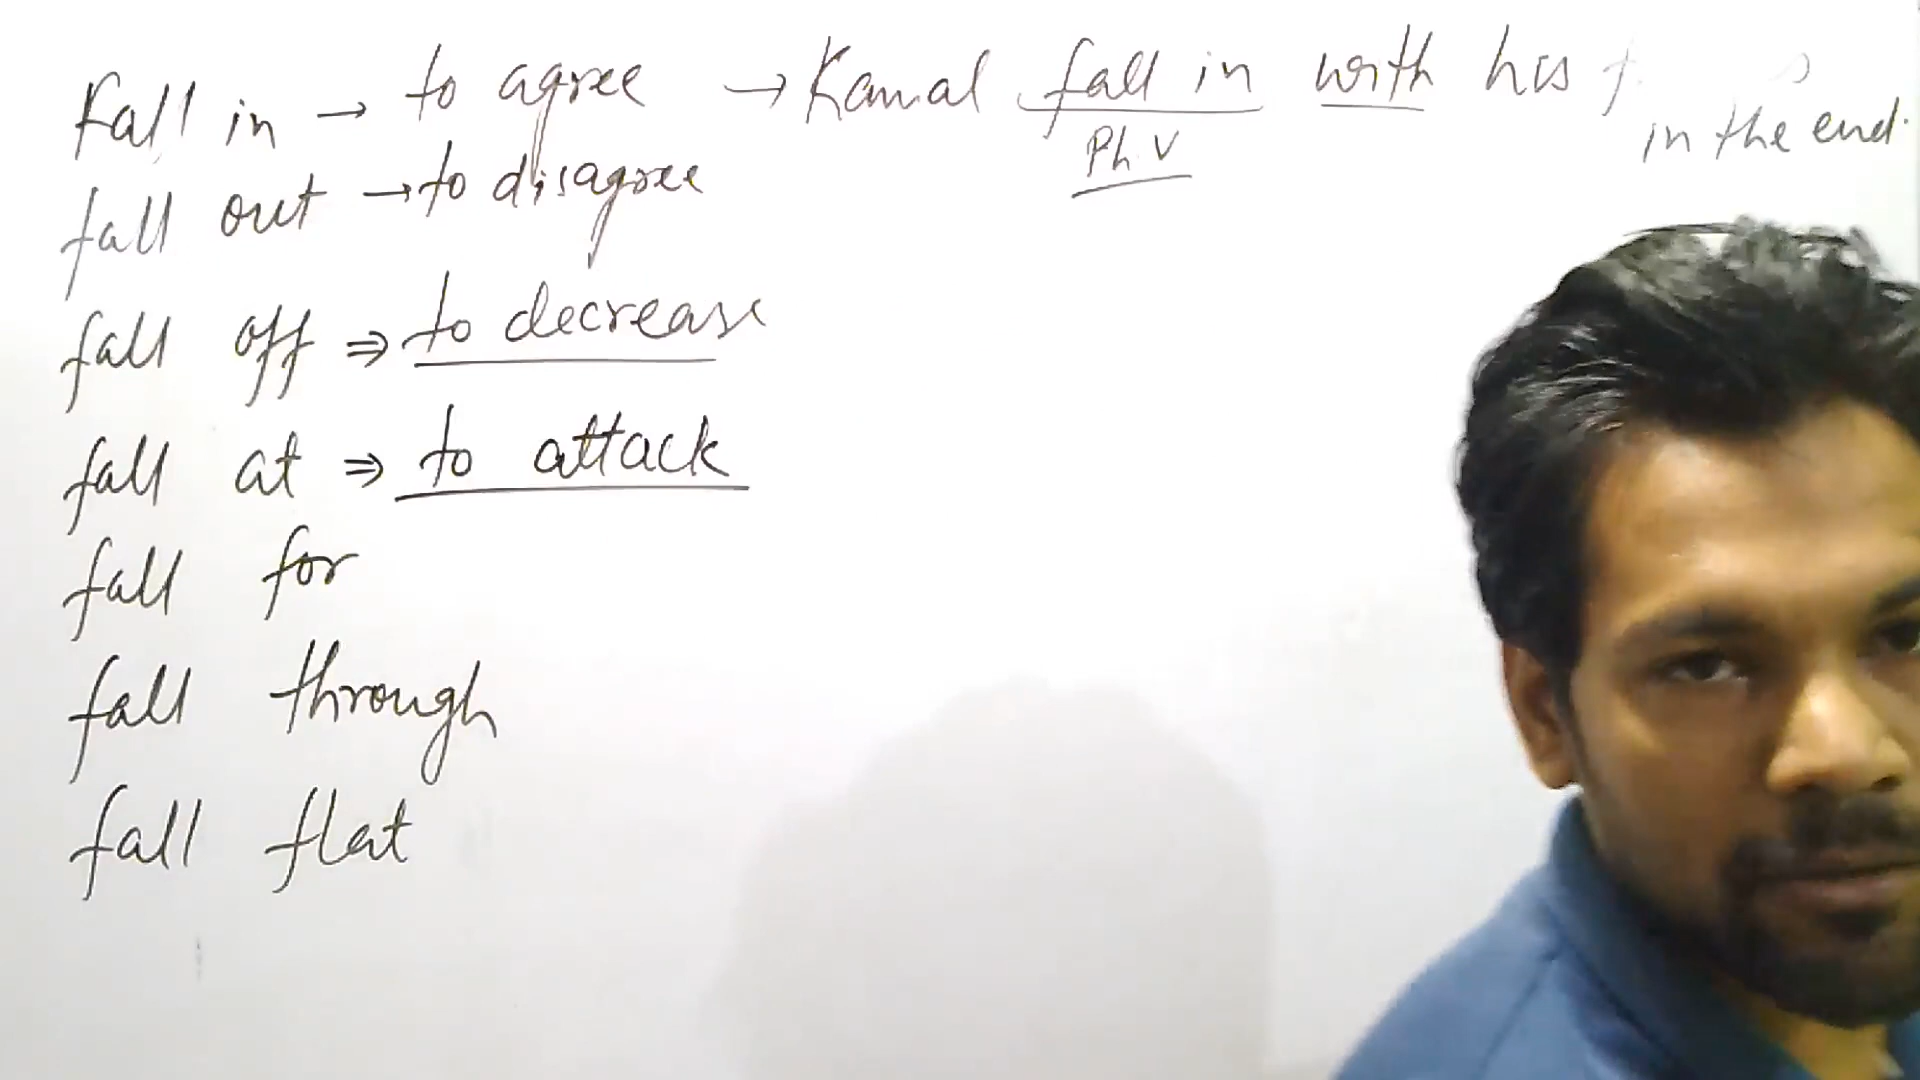 Fall in → to agree → Kamal fall in with his
in the end.
Ph. V
fall out → to disagree
fall off ⇒ to decrease
fall at ⇒ to attack
fall for
fall through
fall flat